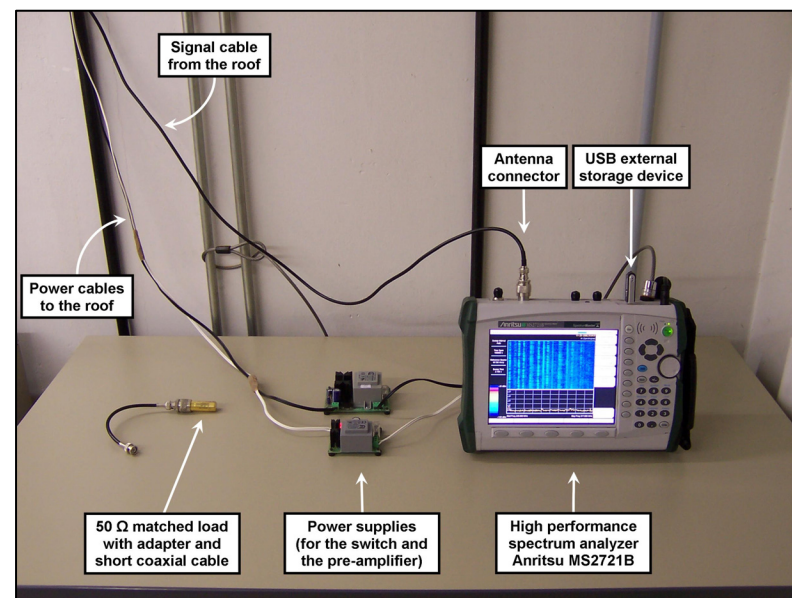 Signal cable
from the roof
Antenna
connector
USB external
storage device
Power cables
to the roof
Anritsu
50 Ω matched load
with adapter and
short coaxial cable
Power supplies
(for the switch and
the pre-amplifier)
High performance
spectrum analyzer
Anritsu MS2721B